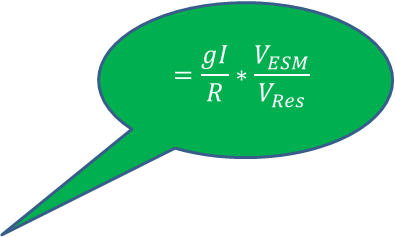 = gI/R * V_ESM/V_Res